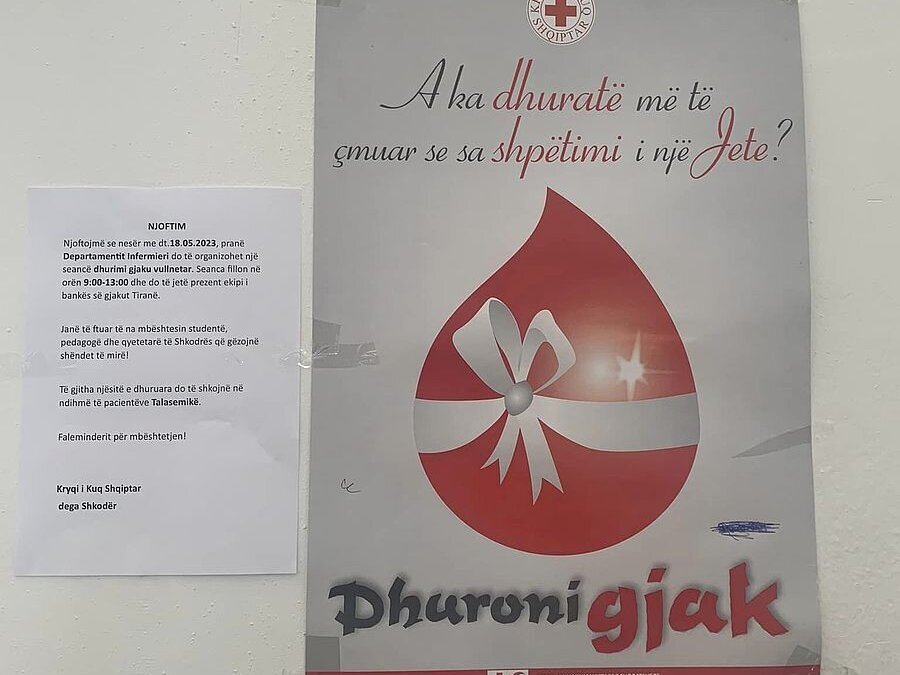 SHQIPTAR
A ka dhuratë më të
çmuar se sa shpëtimi i një Jete?
NJOFTIM
Njoftojmë se nesër me dt.18.05.2023, pranë
Departamentit Infermieri do të organizohet një
seancë dhurimi gjaku vullnetar. Seanca fillon në
orën 9:00-13:00 dhe do të jetë prezent ekipi i
bankës së gjakut Tiranë.
Janë të ftuar të na mbështesin studentë,
pedagogë dhe qyetetarë të Shkodrës që gëzojnë
shëndet të mirë!
Të gjitha njësitë e dhuruara do të shkojnë në
ndihmë të pacientëve Talasemikë.
Faleminderit për mbështetjen!
Kryqi i Kuq Shqiptar
dega Shkodër
Dhuroni gjak